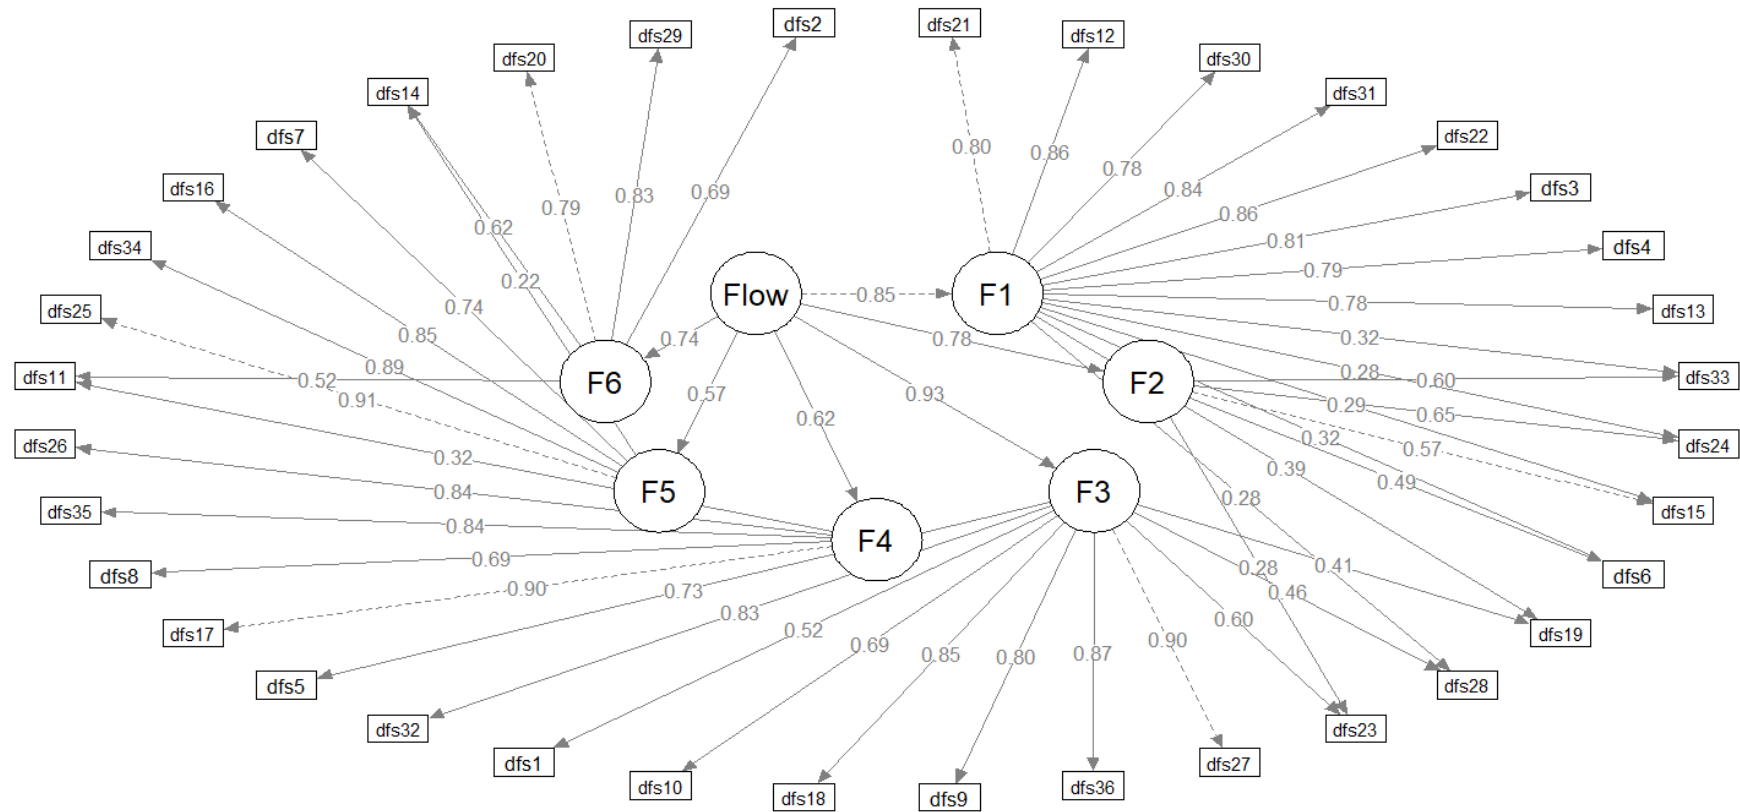 dfs2
dfs21
dfs29
dfs12
dfs20
dfs30
dfs14
dfs31
dfs7
dfs22
0.80
0.86
0.78
dfs16
0.83
0.69
0.84
dfs3
0.79
0.86
0.62
0.81
dfs34
dfs4
0.22
0.79
Flow
0.85
F1
0.78
dfs25
0.74
dfs13
0.85
0.74
0.78
0.32
0.89
dfs11
0.52
F6
F2
0.28
0.60
dfs33
0.91
0.57
0.93
0.29
0.65
0.62
dfs26
0.32
0.57
dfs24
0.32
0.39
0.49
0.84
F5
F3
0.28
dfs35
0.84
dfs15
F4
0.69
0.28
0.41
dfs8
0.90
0.73
0.46
dfs6
0.83
0.60
dfs17
0.52
0.69
0.85
0.80
0.87
0.90
dfs19
dfs5
dfs28
dfs32
dfs23
dfs1
dfs27
dfs10
dfs36
dfs18
dfs9